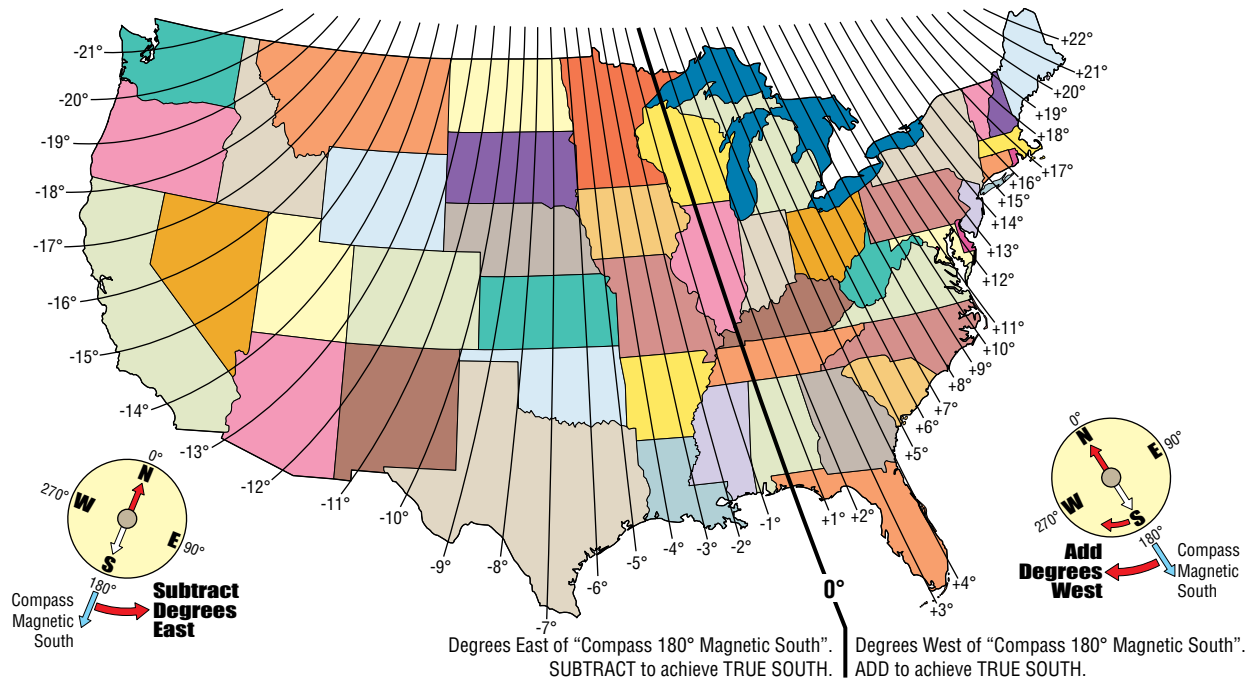 -21°
-20°
-19°
-18°
-17°
-16°
-15°
-14°
-13°
-12°
-11°
-10°
-9°
-8°
-7°
-6°
-5°
-4°
-3°
-2°
-1°
0°
+1°
+2°
+3°
+4°
+5°
+6°
+7°
+8°
+9°
+10°
+11°
+12°
+13°
+14°
+15°
+16°
+17°
+18°
+19°
+20°
+21°
+22°
0°
N
270°
W
E
90°
S
180°
Compass
Magnetic
South
Subtract
Degrees
East
0°
N
E
90°
W
270°
S
180°
Add
Degrees
West
Compass
Magnetic
South
Degrees East of “Compass 180° Magnetic South”.
SUBTRACT to achieve TRUE SOUTH.
Degrees West of “Compass 180° Magnetic South”.
ADD to achieve TRUE SOUTH.